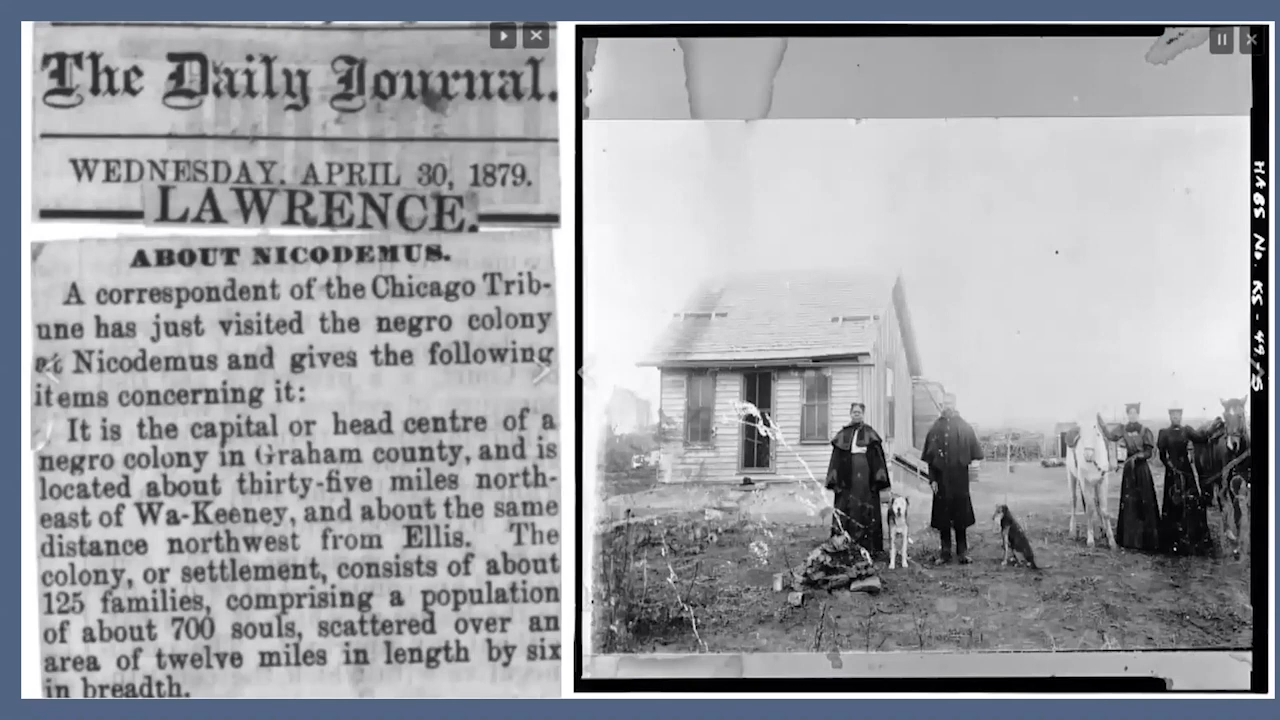 The Daily Journal.
WEDNESDAY, APRIL 30, 1879.
LAWRENCE.
ABOUT NICODEMUS.
A correspondent of the Chicago Trib-
une has just visited the negro colony
at Nicodemus and gives the following
items concerning it:
It is the capital or head centre of a
negro colony in Graham county, and is
located about thirty-five miles north-
east of Wa-Keeney, and about the same
distance northwest from Ellis. The
colony, or settlement, consists of about
125 families, comprising a population
of about 700 souls, scattered over an
area of twelve miles in length by six
in breadth.
HABS No. KS-49-